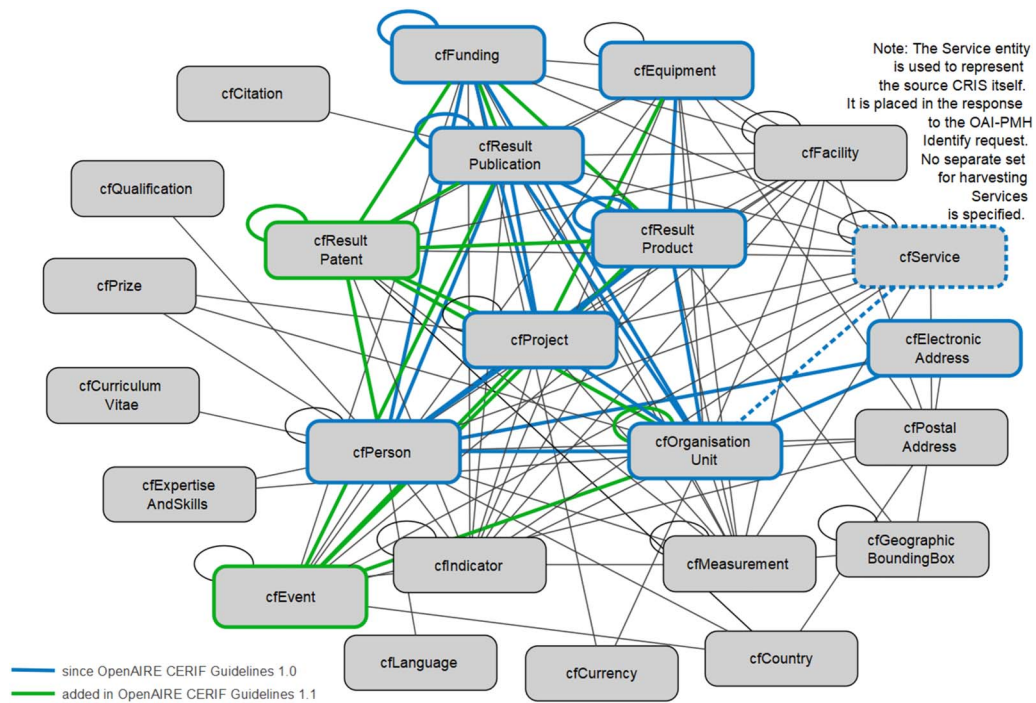 cfFunding
cfEquipment
Note: The Service entity
is used to represent
the source CRIS itself.
It is placed in the response
to the OAI-PMH
Identify request.
No separate set
for harvesting
Services
is specified.
cfCitation
cfResult
Publication
cfFacility
cfQualification
cfResult
Patent
cfResult
Product
cfService
cfPrize
cfProject
cfElectronic
Address
cfCurriculum
Vitae
cfPerson
cfOrganisation
Unit
cfPostal
Address
cfExpertise
AndSkills
cfIndicator
cfMeasurement
cfGeographic
BoundingBox
cfEvent
cfLanguage
cfCurrency
cfCountry
since OpenAIRE CERIF Guidelines 1.0
added in OpenAIRE CERIF Guidelines 1.1